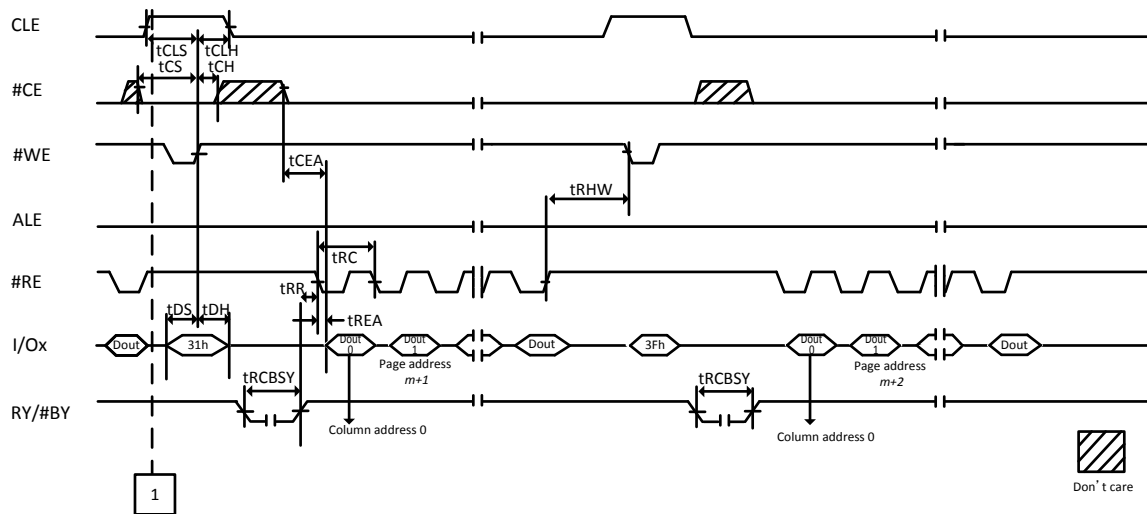 CLE
tCLS
tCLH
tCS
tCH
#CE
#WE
tCEA
tRHW
ALE
tRC
#RE
tRR
tDS
tDH
tREA
I/Ox
Dout
31h
Dout
0
Dout
1
Dout
3Fh
Dout
0
Dout
1
Dout
Page address
m+1
Page address
m+2
tRCBSY
tRCBSY
RY/#BY
Column address 0
Column address 0
1
Don't care